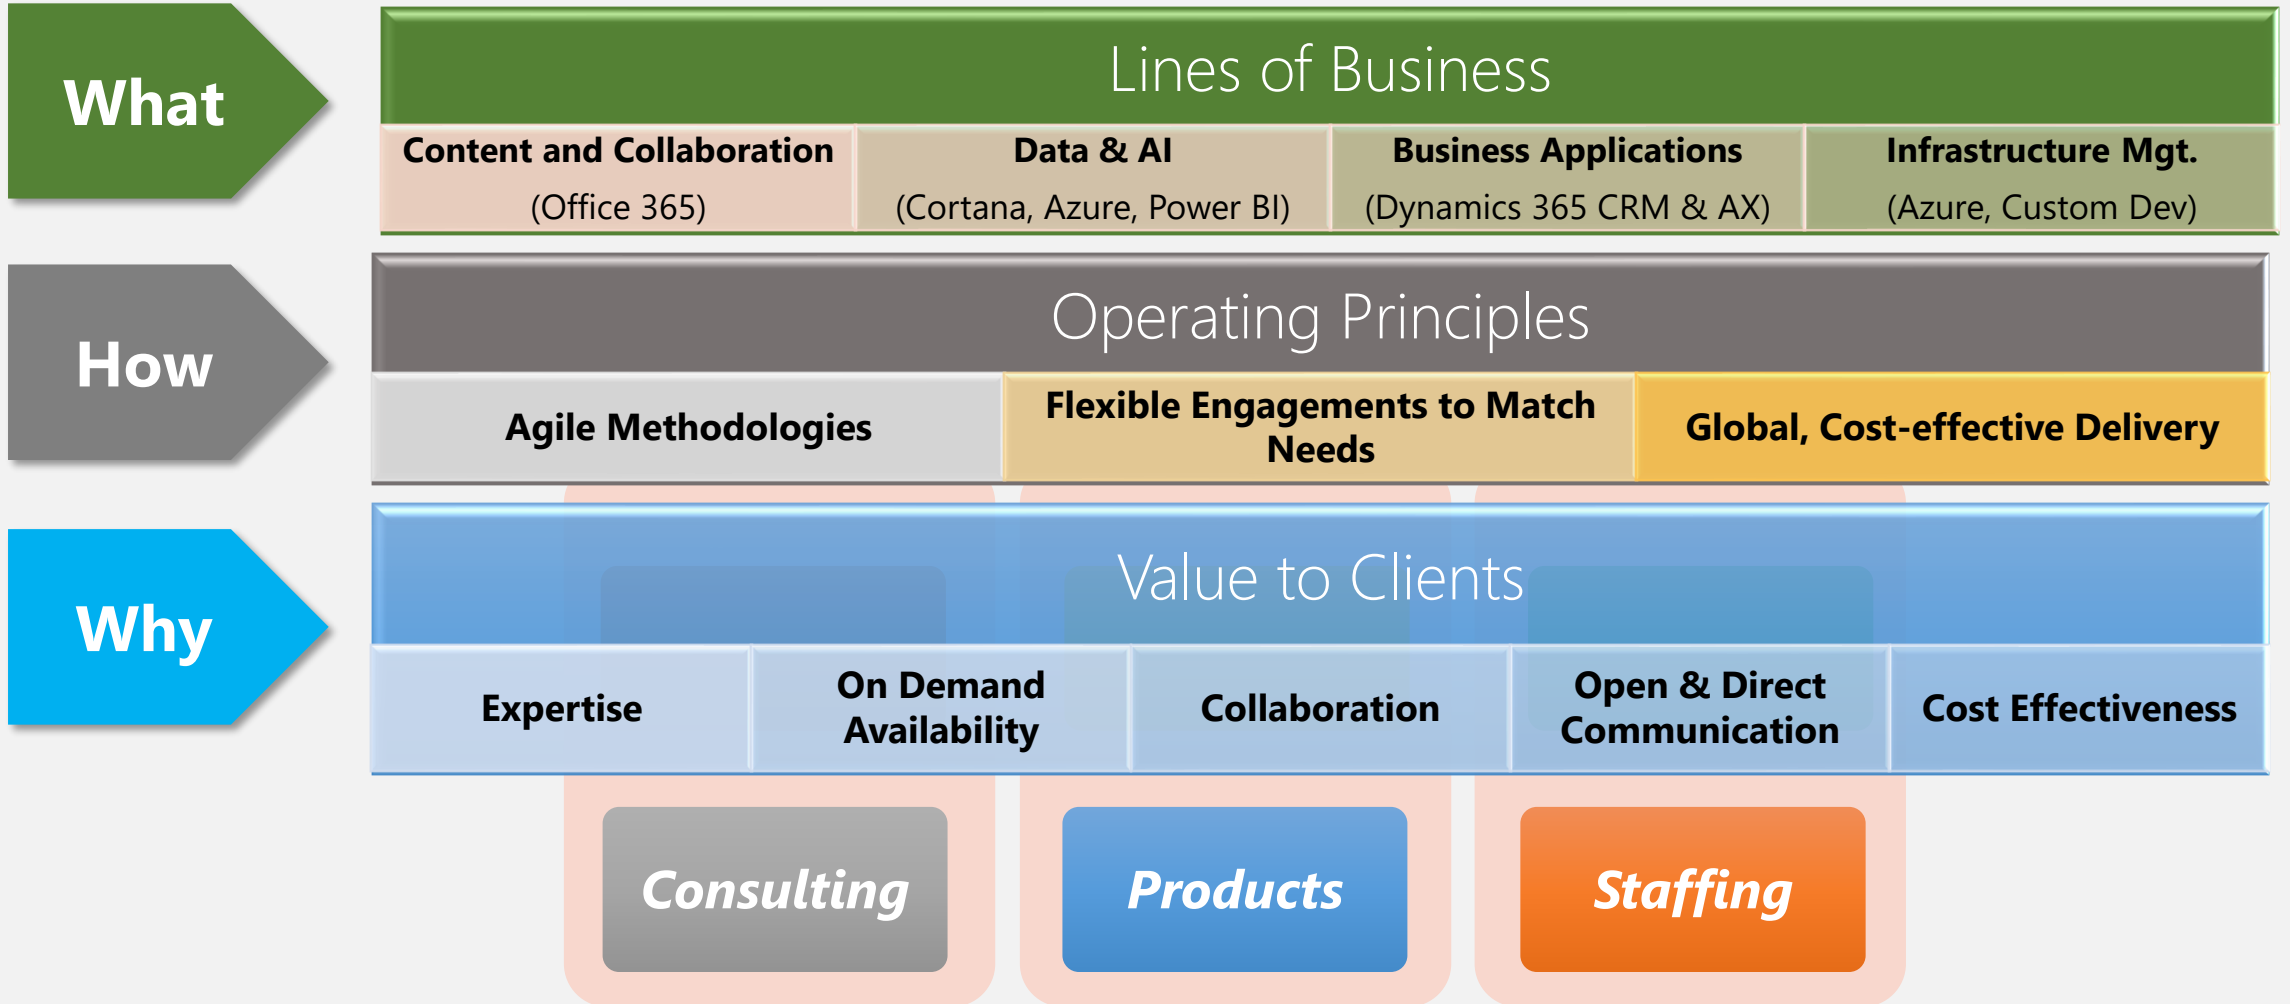 What
Lines of Business
Content and Collaboration
(Office 365)
Data & AI
(Cortana, Azure, Power BI)
Business Applications
(Dynamics 365 CRM & AX)
Infrastructure Mgt.
(Azure, Custom Dev)
How
Operating Principles
Agile Methodologies
Flexible Engagements to Match
Needs
Global, Cost-effective Delivery
Why
Value to Clients
Expertise
On Demand
Availability
Collaboration
Open & Direct
Communication
Cost Effectiveness
Consulting
Products
Staffing